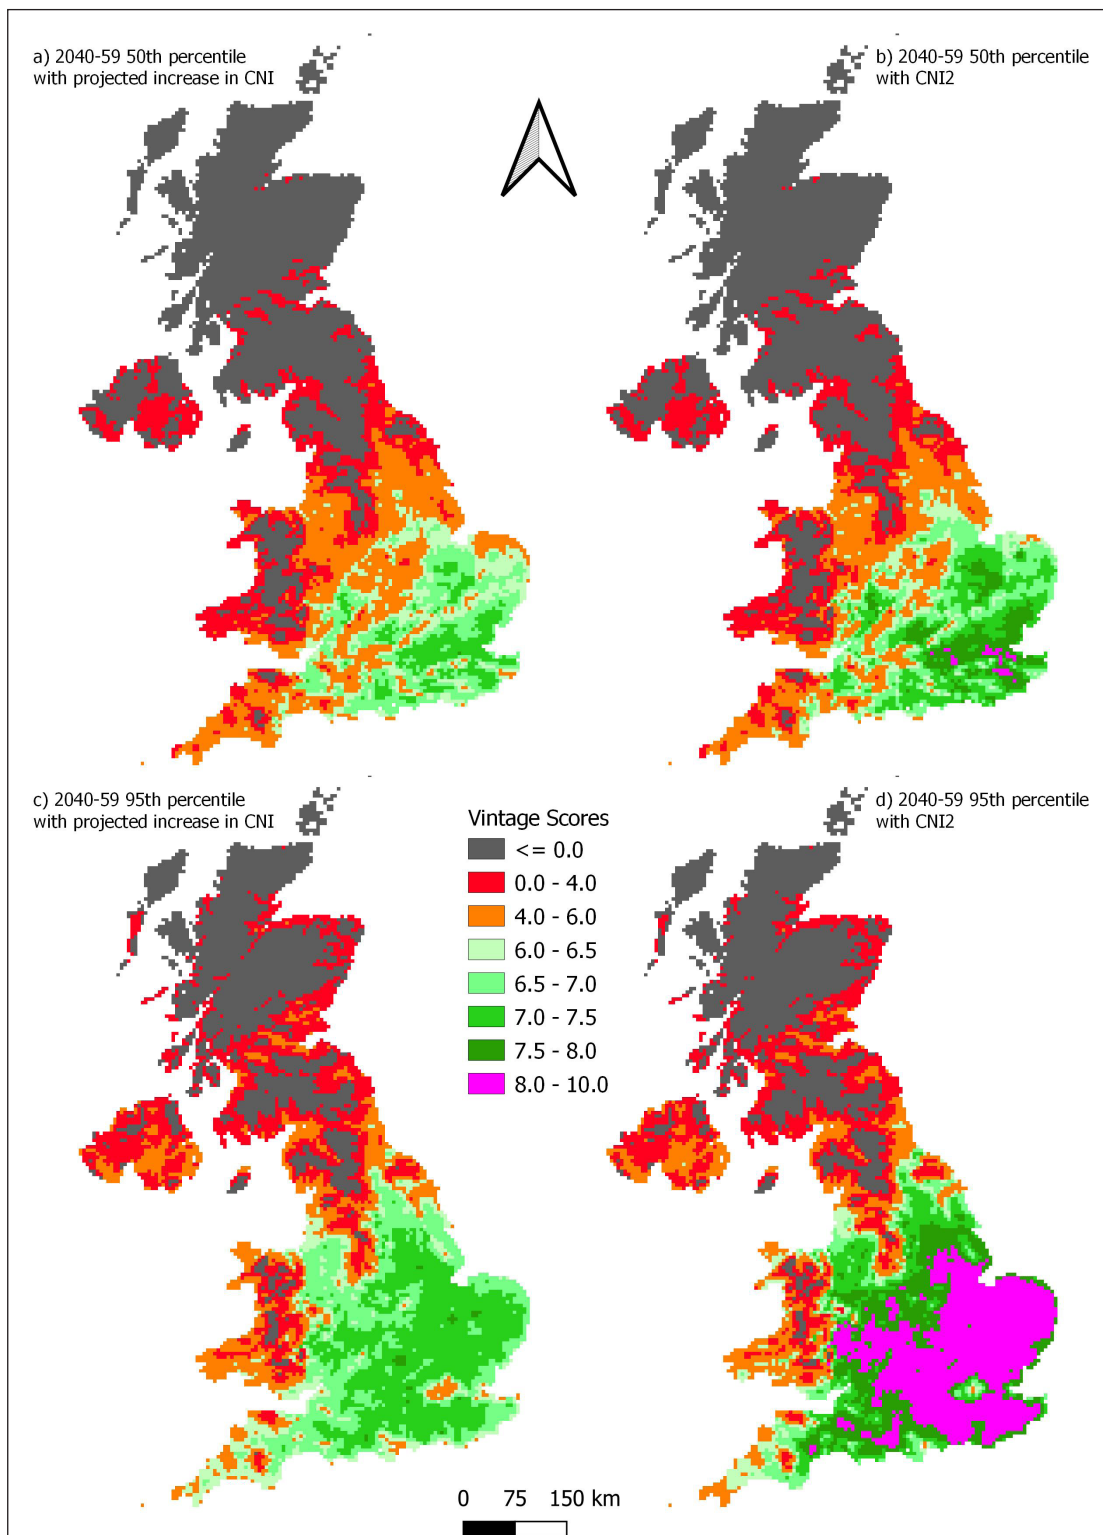 a) 2040-59 50th percentile
with projected increase in CNI
b) 2040-59 50th percentile
with CNI2
c) 2040-59 95th percentile
with projected increase in CNI
d) 2040-59 95th percentile
with CNI2
Vintage Scores
<= 0.0
0.0 - 4.0
4.0 - 6.0
6.0 - 6.5
6.5 - 7.0
7.0 - 7.5
7.5 - 8.0
8.0 - 10.0
0 75 150 km